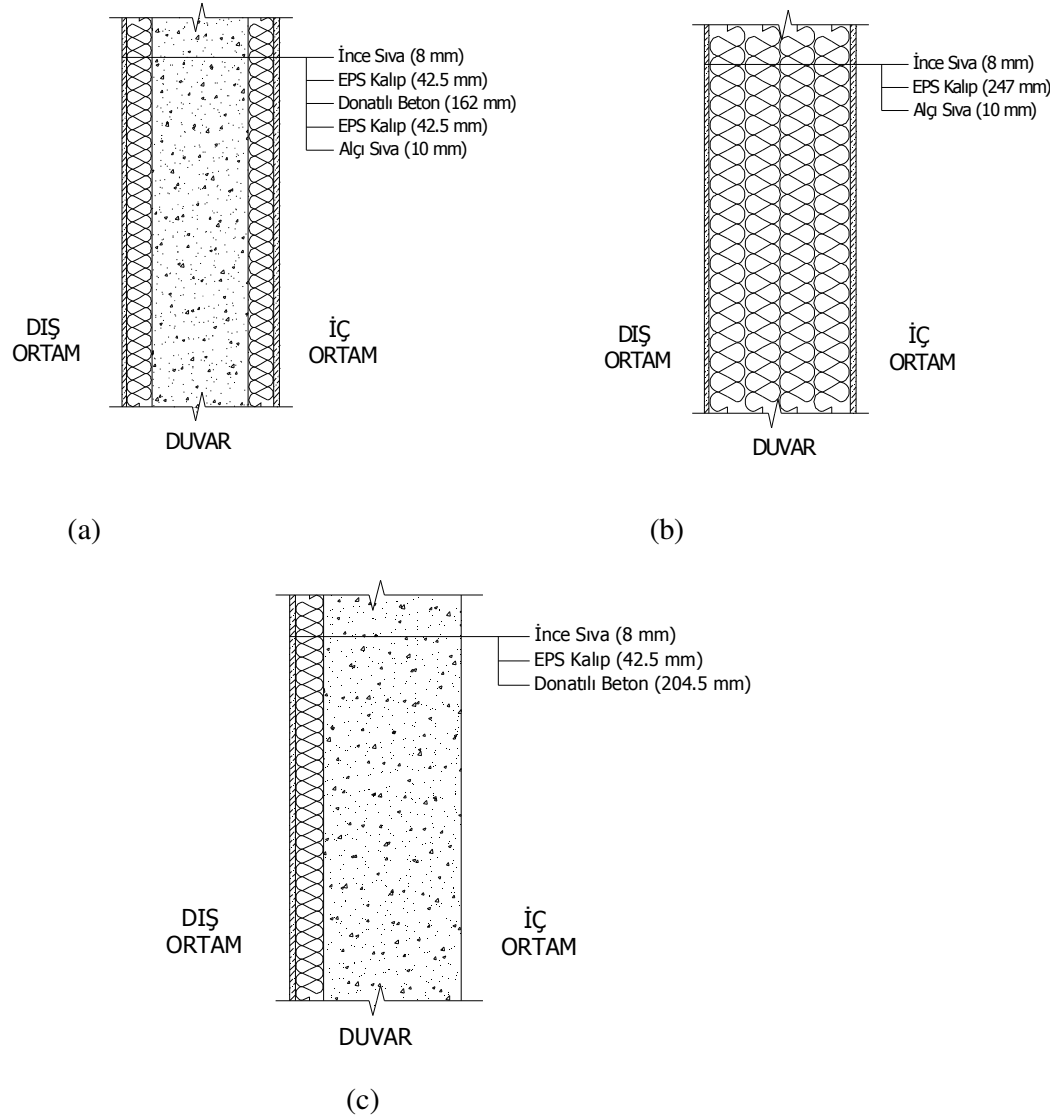 İnce Sıva (8 mm)
EPS Kalıp (42.5 mm)
Donatılı Beton (162 mm)
EPS Kalıp (42.5 mm)
Alçı Sıva (10 mm)
DIŞ
ORTAM
İÇ
ORTAM
DUVAR
(a)
İnce Sıva (8 mm)
EPS Kalıp (247 mm)
Alçı Sıva (10 mm)
DIŞ
ORTAM
İÇ
ORTAM
DUVAR
(b)
İnce Sıva (8 mm)
EPS Kalıp (42.5 mm)
Donatılı Beton (204.5 mm)
DIŞ
ORTAM
İÇ
ORTAM
DUVAR
(c)